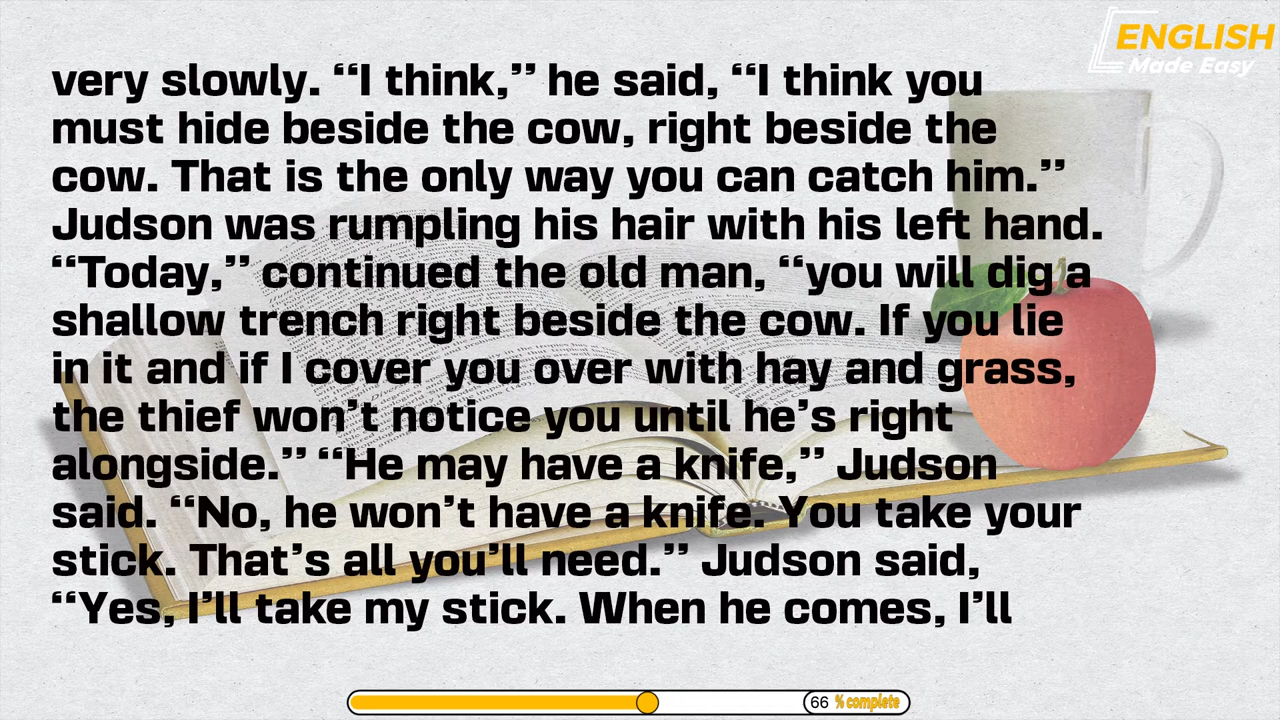 ENGLISH
Made Easy
very slowly. “I think,” he said, “I think you
must hide beside the cow, right beside the
cow. That is the only way you can catch him.”
Judson was rumpling his hair with his left hand.
“Today,” continued the old man, “you will dig a
shallow trench right beside the cow. If you lie
in it and if I cover you over with hay and grass,
the thief won’t notice you until he’s right
alongside.” “He may have a knife,” Judson
said. “No, he won’t have a knife. You take your
stick. That’s all you’ll need.” Judson said,
“Yes, I’ll take my stick. When he comes, I’ll
66 % complete